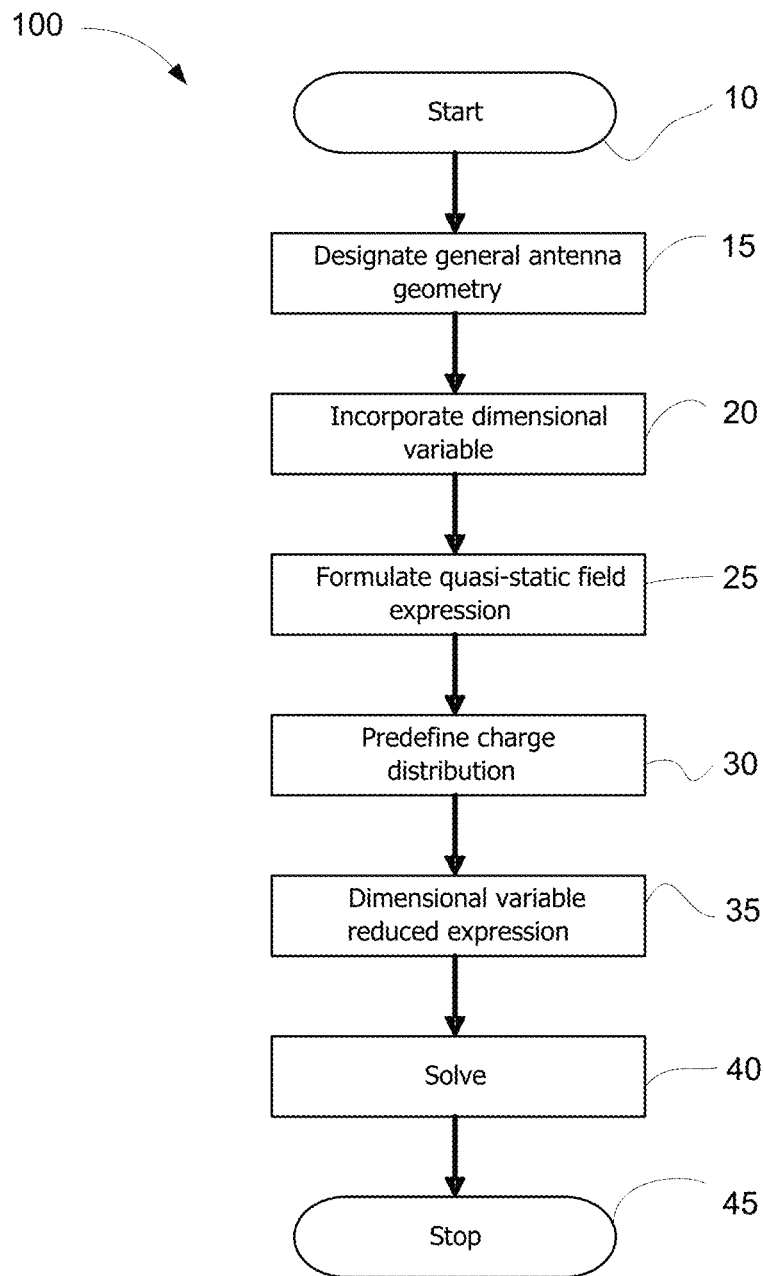 100
Start
10
Designate general antenna
geometry
15
Incorporate dimensional
variable
20
Formulate quasi-static field
expression
25
Predefine charge
distribution
30
Dimensional variable
reduced expression
35
Solve
40
Stop
45